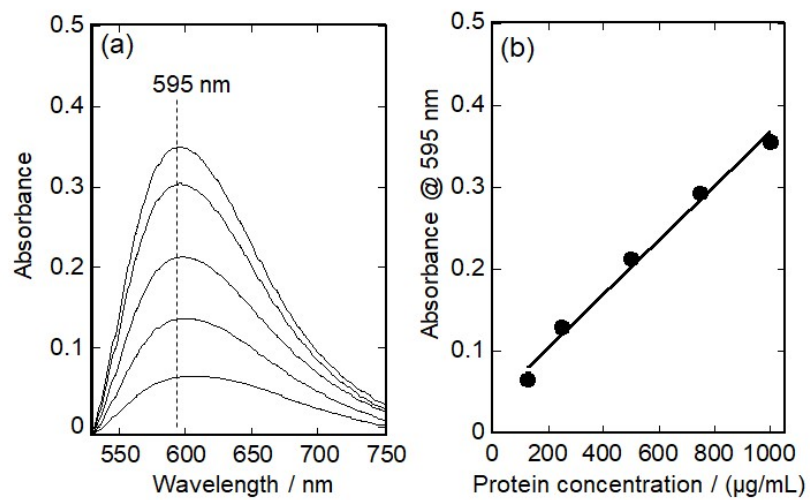 (a)
595 nm
0.5
0.4
0.3
0.2
0.1
0
Absorbance
550 600 650 700 750
Wavelength / nm
(b)
0.5
0.4
0.3
0.2
0.1
0
Absorbance @ 595 nm
0 200 400 600 800 1000
Protein concentration / (μg/mL)